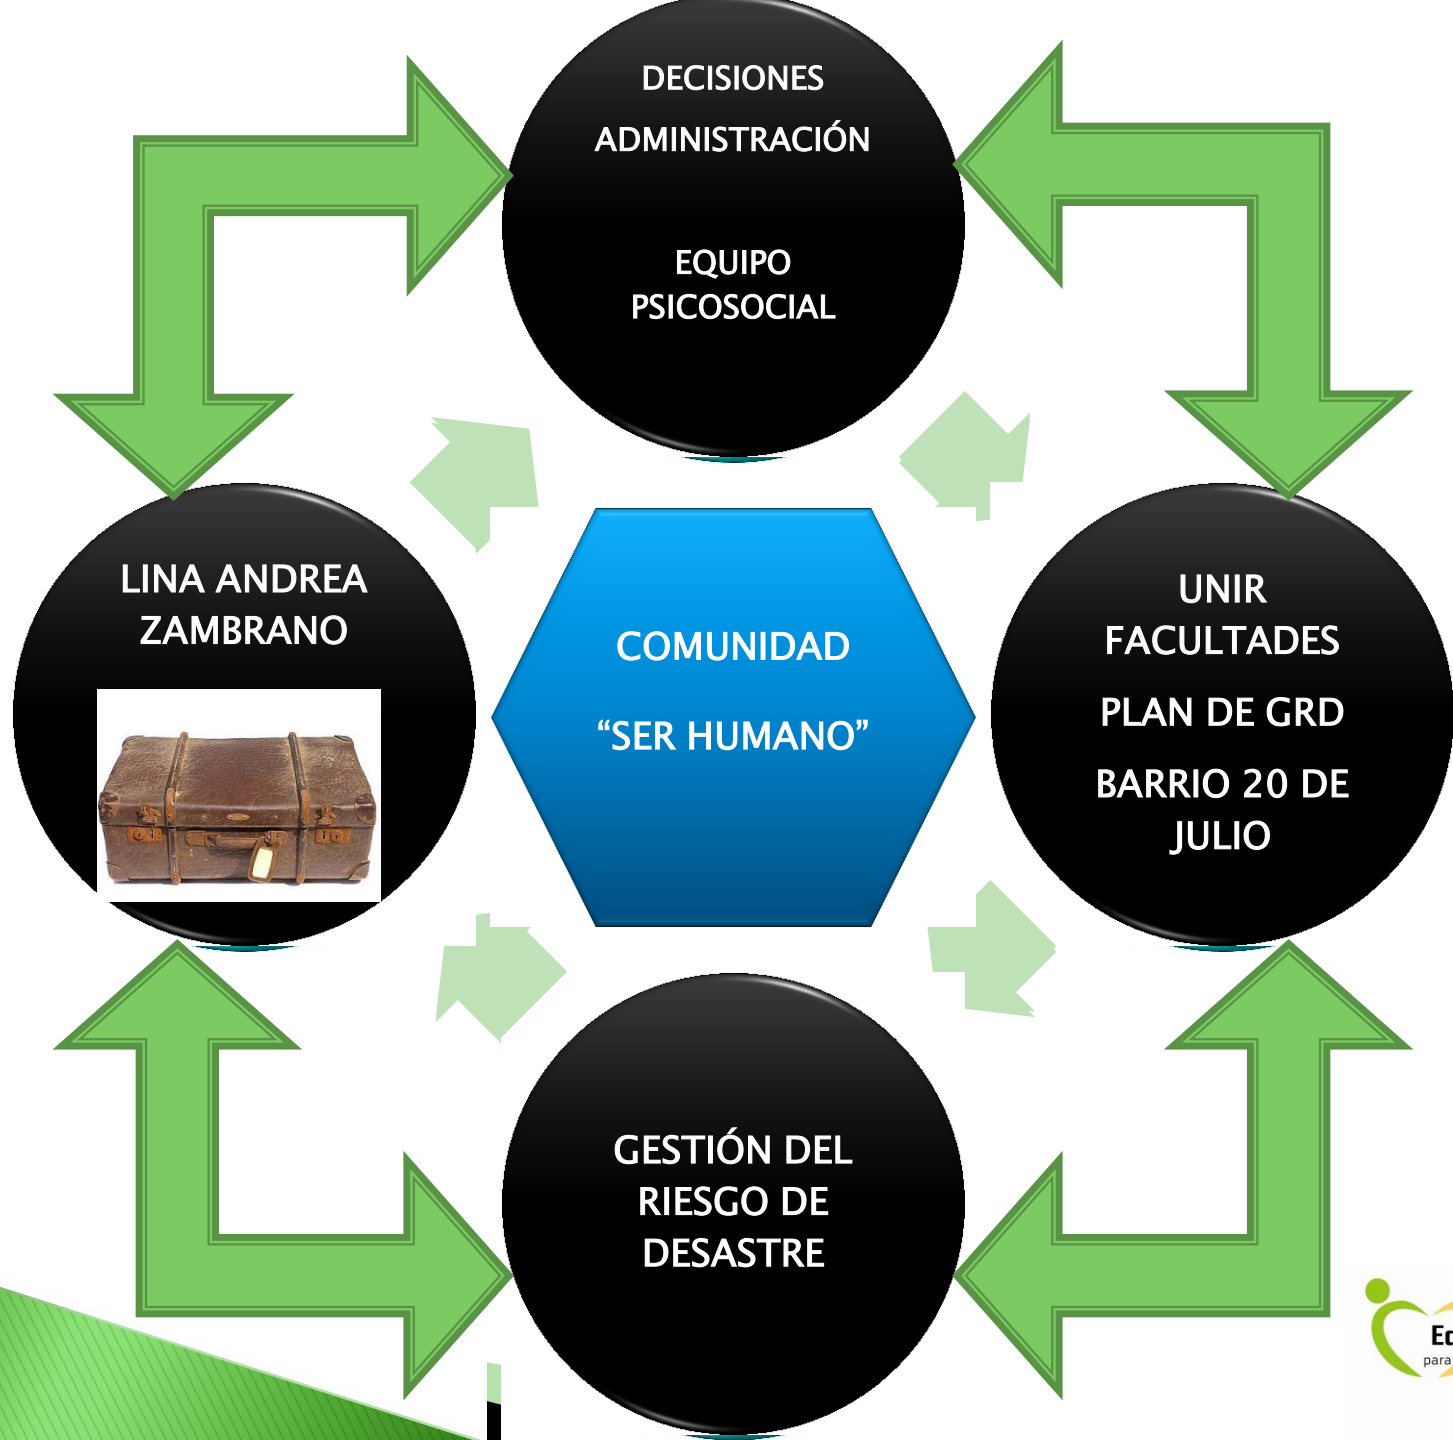 DECISIONES
ADMINISTRACIÓN
EQUIPO
PSICOSOCIAL
LINA ANDREA
ZAMBRANO
COMUNIDAD
“SER HUMANO”
UNIR
FACULTADES
PLAN DE GRD
BARRIO 20 DE
JULIO
GESTIÓN DEL
RIESGO DE
DESASTRE
para